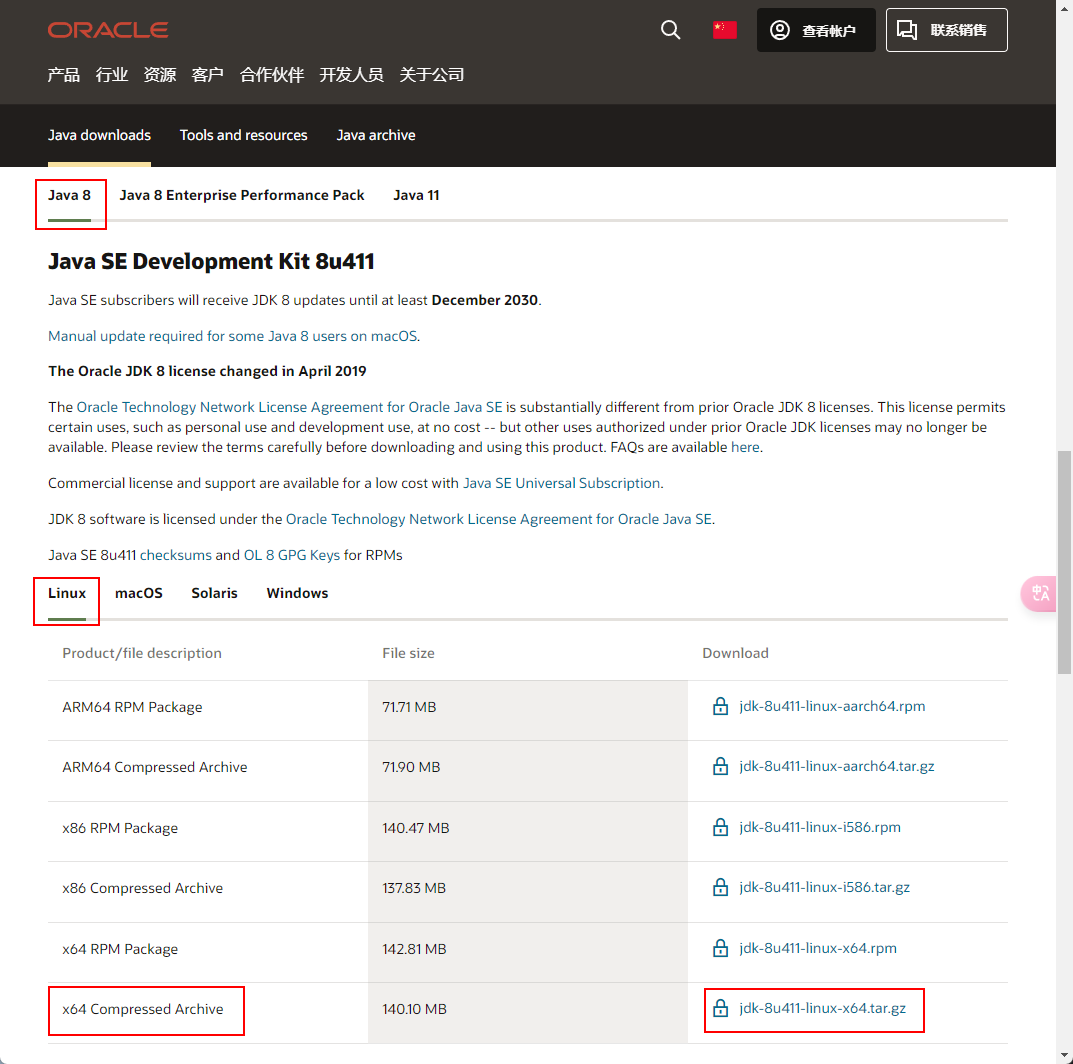 ORACLE
查看帐户
联系销售
产品 行业 资源 客户 合作伙伴 开发人员 关于公司
Java downloads Tools and resources Java archive
Java 8 Java 8 Enterprise Performance Pack Java 11
Java SE Development Kit 8u411
Java SE subscribers will receive JDK 8 updates until at least December 2030.
Manual update required for some Java 8 users on macOS.
The Oracle JDK 8 license changed in April 2019
The Oracle Technology Network License Agreement for Oracle Java SE is substantially different from prior Oracle JDK 8 licenses. This license permits
certain uses, such as personal use and development use, at no cost -- but other uses authorized under prior Oracle JDK licenses may no longer be
available. Please review the terms carefully before downloading and using this product. FAQs are available here.
Commercial license and support are available for a low cost with Java SE Universal Subscription.
JDK 8 software is licensed under the Oracle Technology Network License Agreement for Oracle Java SE.
Java SE 8u411 checksums and OL 8 GPG Keys for RPMs
Linux macOS Solaris Windows
中A
Product/file description File size Download
ARM64 RPM Package 71.71 MB jdk-8u411-linux-aarch64.rpm
ARM64 Compressed Archive 71.90 MB jdk-8u411-linux-aarch64.tar.gz
x86 RPM Package 140.47 MB jdk-8u411-linux-i586.rpm
x86 Compressed Archive 137.83 MB jdk-8u411-linux-i586.tar.gz
x64 RPM Package 142.81 MB jdk-8u411-linux-x64.rpm
x64 Compressed Archive 140.10 MB jdk-8u411-linux-x64.tar.gz